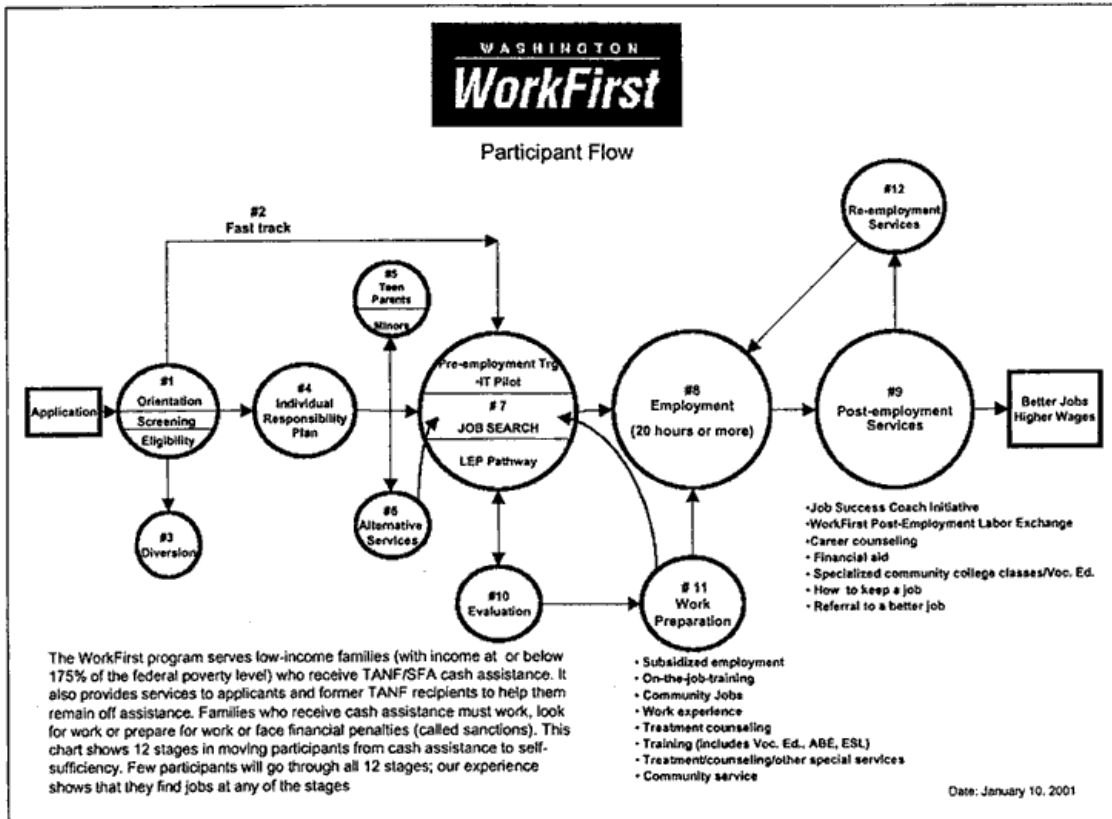 WASHINGTON
WorkFirst
Participant Flow
#2
Fast track
#12
Re-employment
Services
#5
Teen
Parents
Minors
Application
#1
Orientation
Screening
Eligibility
#4
Individual
Responsibility
Plan
Pre-employment Trg
•IT Pilot
# 7
JOB SEARCH
LEP Pathway
#8
Employment
(20 hours or more)
#9
Post-employment
Services
Better Jobs
Higher Wages
#3
Diversion
#6
Alternative
Services
#10
Evaluation
# 11
Work
Preparation
•Job Success Coach Initiative
•WorkFirst Post-Employment Labor Exchange
•Career counseling
• Financial aid
• Specialized community college classes/Voc. Ed.
• How to keep a job
• Referral to a better job
• Subsidized employment
• On-the-job-training
• Community Jobs
• Work experience
• Treatment counseling
• Training (includes Voc. Ed., ABE, ESL)
• Treatment/counseling/other special services
• Community service
The WorkFirst program serves low-income families (with income at or below
175% of the federal poverty level) who receive TANF/SFA cash assistance. It
also provides services to applicants and former TANF recipients to help them
remain off assistance. Families who receive cash assistance must work, look
for work or prepare for work or face financial penalties (called sanctions). This
chart shows 12 stages in moving participants from cash assistance to self-
sufficiency. Few participants will go through all 12 stages; our experience
shows that they find jobs at any of the stages
Date: January 10, 2001